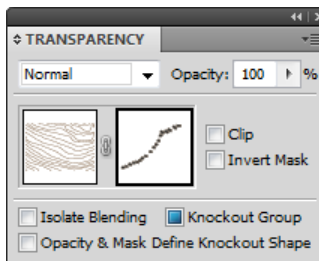 TRANSPARENCY
Normal Opacity: 100 %
Clip
Invert Mask
Isolate Blending Knockout Group
Opacity & Mask Define Knockout Shape